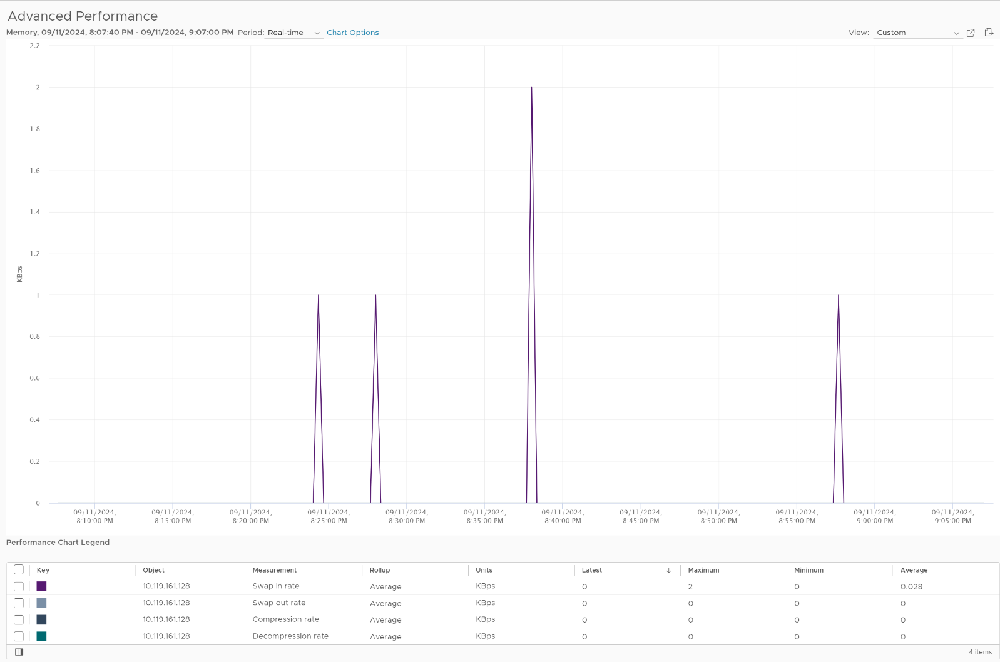 Advanced Performance
Memory, 09/11/2024, 8:07:40 PM - 09/11/2024, 9:07:00 PM Period: Real-time Chart Options View: Custom
2.2
2
1.8
1.6
1.4
1.2
KBps
1
0.8
0.6
0.4
0.2
0
09/11/2024, 09/11/2024, 09/11/2024, 09/11/2024, 09/11/2024, 09/11/2024, 09/11/2024, 09/11/2024, 09/11/2024, 09/11/2024, 09/11/2024, 09/11/2024,
8:10:00 PM 8:15:00 PM 8:20:00 PM 8:25:00 PM 8:30:00 PM 8:35:00 PM 8:40:00 PM 8:45:00 PM 8:50:00 PM 8:55:00 PM 9:00:00 PM 9:05:00 PM
Performance Chart Legend
Key Object Measurement Rollup Units Latest Maximum Minimum Average
10.119.161.128 Swap in rate Average KBps 0 2 0 0.028
10.119.161.128 Swap out rate Average KBps 0 0 0 0
10.119.161.128 Compression rate Average KBps 0 0 0 0
10.119.161.128 Decompression rate Average KBps 0 0 0 0
4 items